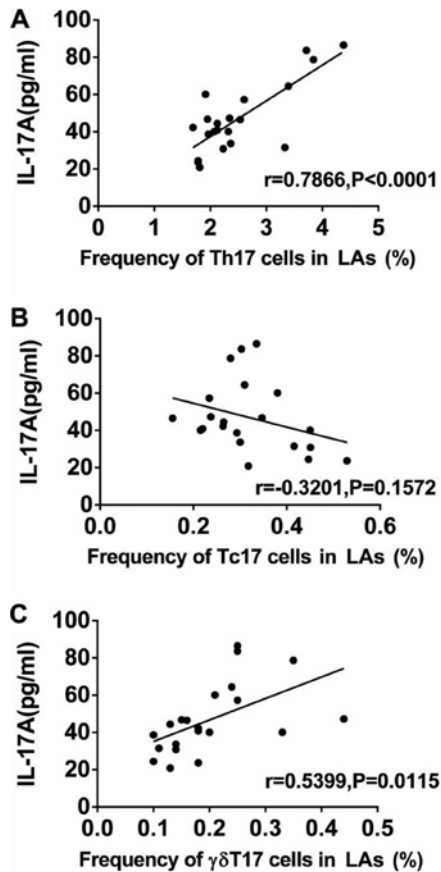 A
IL-17A(pg/ml)
100
80
60
40
20
0
r=0.7866,P<0.0001
0 1 2 3 4 5
Frequency of Th17 cells in LAs (%)
B
IL-17A(pg/ml)
100
80
60
40
20
0
r=-0.3201,P=0.1572
0.0 0.2 0.4 0.6
Frequency of Tc17 cells in LAs (%)
C
IL-17A(pg/ml)
100
80
60
40
20
0
r=0.5399,P=0.0115
0.0 0.1 0.2 0.3 0.4 0.5
Frequency of γδT17 cells in LAs (%)